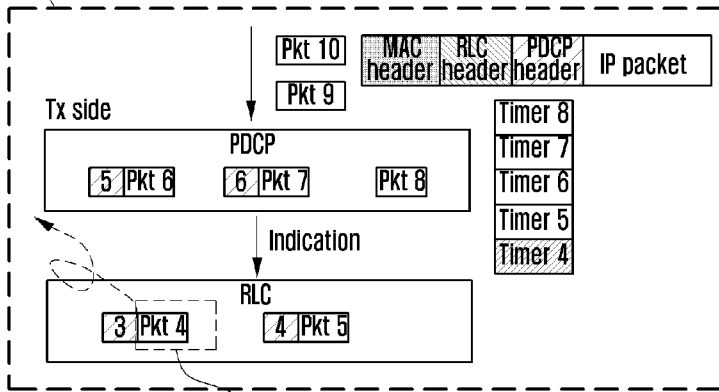 Pkt 10
MAC header
RLC header
PDCP header
IP packet
Pkt 9
Tx side
Timer 8
PDCP
Timer 7
5 Pkt 6
6 Pkt 7
Pkt 8
Timer 6
Timer 5
Indication
Timer 4
RLC
3 Pkt 4
4 Pkt 5